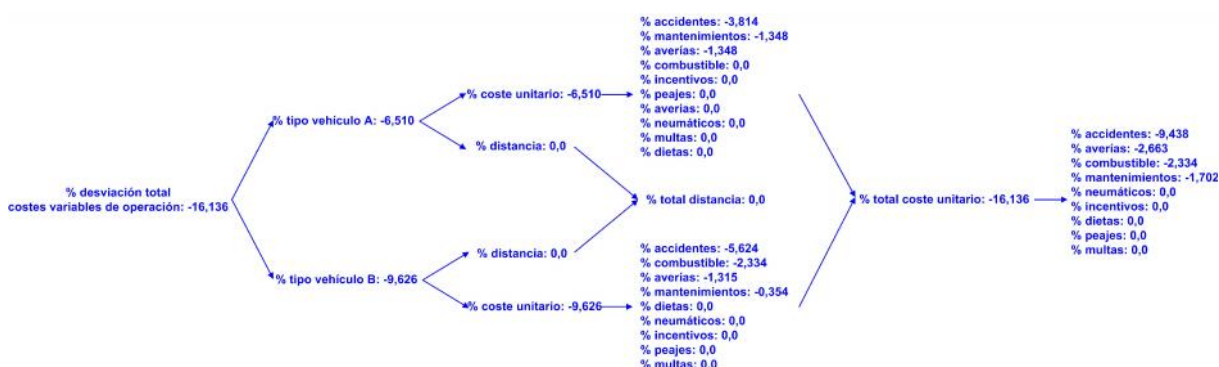 % accidentes: -3,814
% mantenimientos: -1,348
% averías: -1,348
% combustible: 0,0
% incentivos: 0,0
% peajes: 0,0
% averias: 0,0
% neumáticos: 0,0
% multas: 0,0
% dietas: 0,0
% coste unitario: -6,510
% tipo vehículo A: -6,510
% distancia: 0,0
% desviación total
costes variables de operación: -16,136
% total distancia: 0,0
% distancia: 0,0
% tipo vehículo B: -9,626
% coste unitario: -9,626
% accidentes: -5,624
% combustible: -2,334
% averías: -1,315
% mantenimientos: -0,354
% dietas: 0,0
% neumáticos: 0,0
% incentivos: 0,0
% peajes: 0,0
% multas: 0,0
% total coste unitario: -16,136
% accidentes: -9,438
% averías: -2,663
% combustible: -2,334
% mantenimientos: -1,702
% neumáticos: 0,0
% incentivos: 0,0
% dietas: 0,0
% peajes: 0,0
% multas: 0,0